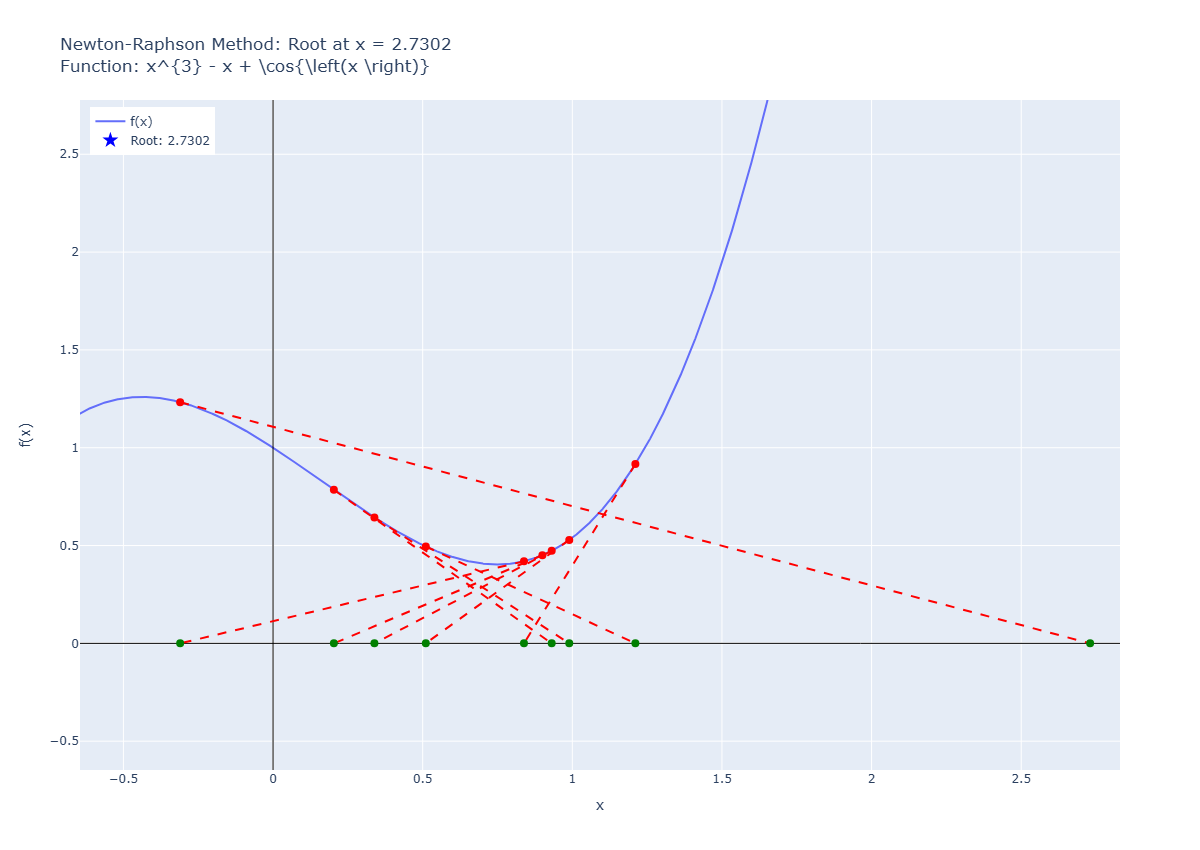 Newton-Raphson Method: Root at x = 2.7302
Function: x^{3} - x + \cos{\left(x \right)}
f(x)
Root: 2.7302
2.5
2
1.5
1
0.5
0
−0.5
f(x)
−0.5
0
0.5
1
1.5
2
2.5
x